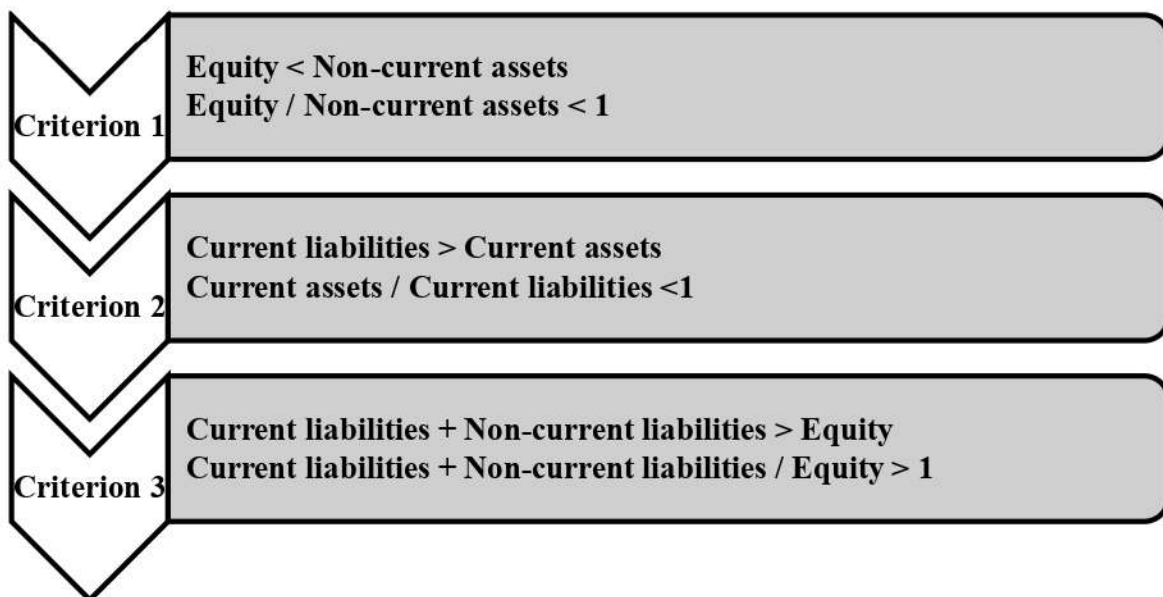 Criterion 1
Equity < Non-current assets
Equity / Non-current assets < 1
Criterion 2
Current liabilities > Current assets
Current assets / Current liabilities <1
Criterion 3
Current liabilities + Non-current liabilities > Equity
Current liabilities + Non-current liabilities / Equity > 1